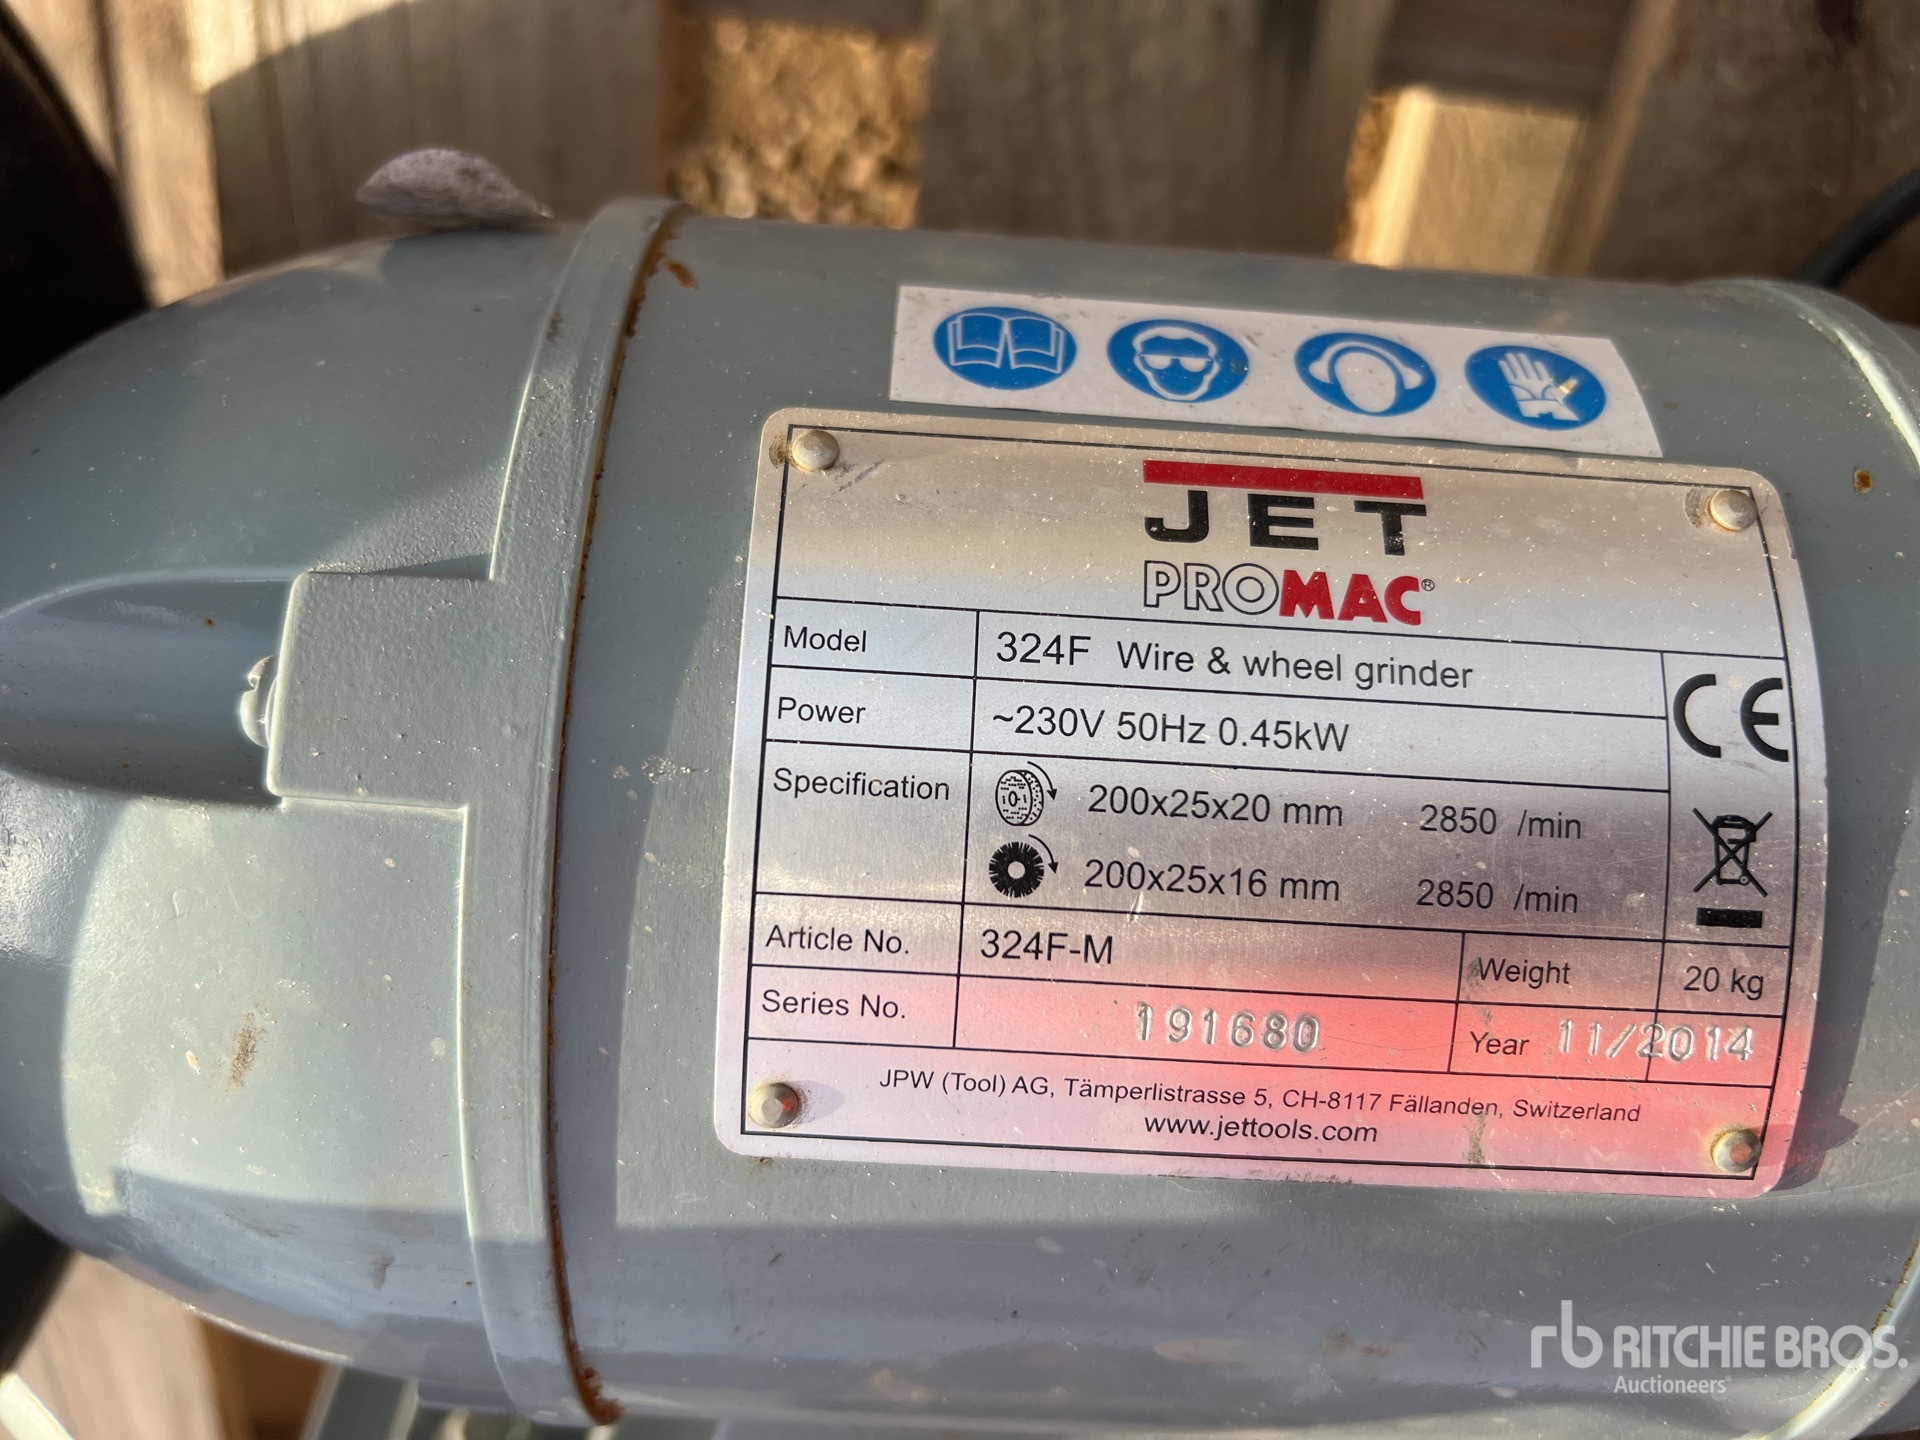 JET
PROMAC®
Model 324F Wire & wheel grinder
Power ~230V 50Hz 0.45kW
CE
Specification 200x25x20 mm 2850 /min
200x25x16 mm 2850 /min
Article No. 324F-M Weight 20 kg
Series No. 191680 Year 11/2014
JPW (Tool) AG, Tämperlistrasse 5, CH-8117 Fällanden, Switzerland
www.jettools.com
rb RITCHIE BROS.
Auctioneers